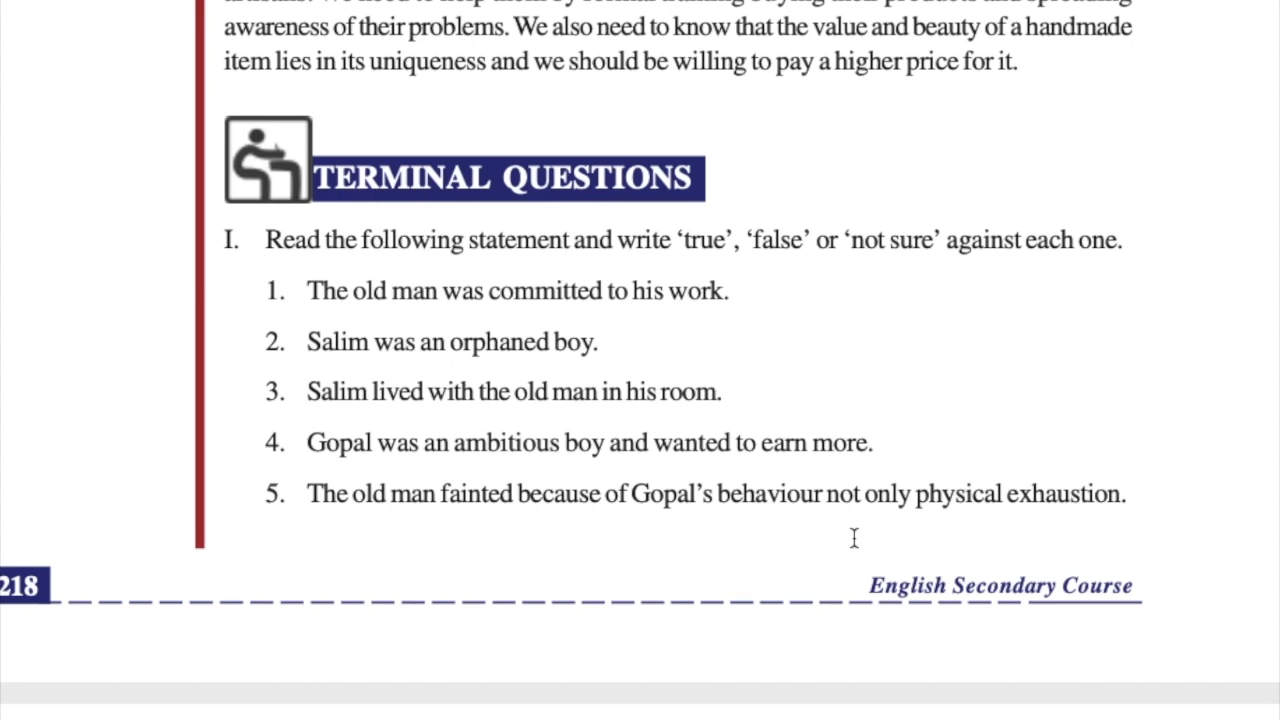 awareness of their problems. We also need to know that the value and beauty of a handmade
item lies in its uniqueness and we should be willing to pay a higher price for it.
TERMINAL QUESTIONS
I. Read the following statement and write ‘true’, ‘false’ or ‘not sure’ against each one.
1. The old man was committed to his work.
2. Salim was an orphaned boy.
3. Salim lived with the old man in his room.
4. Gopal was an ambitious boy and wanted to earn more.
5. The old man fainted because of Gopal’s behaviour not only physical exhaustion.
218
English Secondary Course